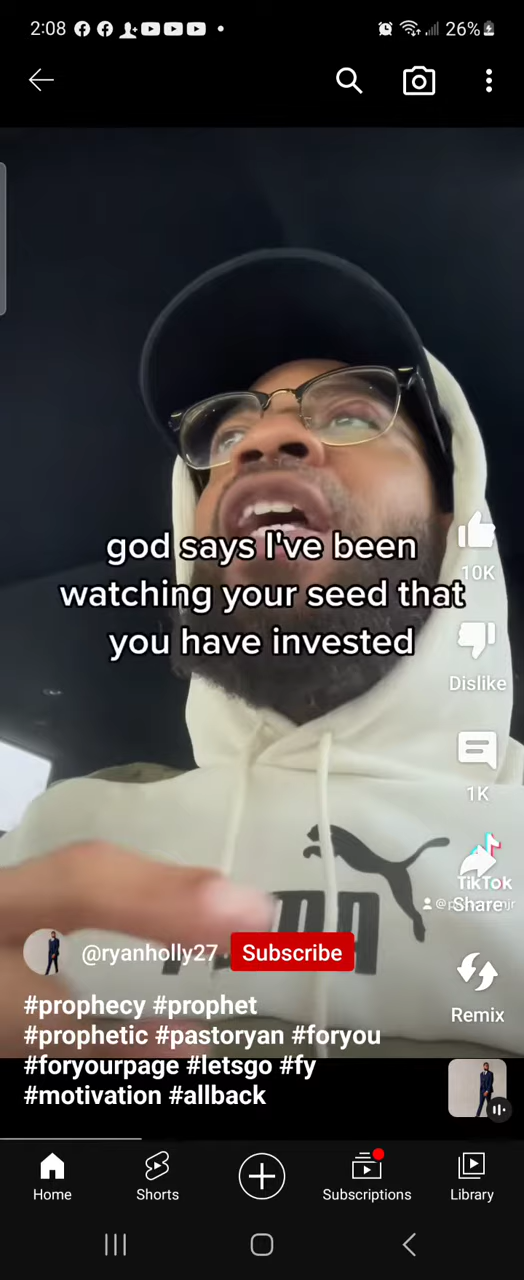 2:08
26%
god says I've been
watching your seed that
you have invested
10K
Dislike
1K
TikTok
Share
@ryanholly27
Subscribe
Remix
#prophecy #prophet
#prophetic #pastoryan #foryou
#foryourpage #letsgo #fy
#motivation #allback
Home
Shorts
Subscriptions
Library